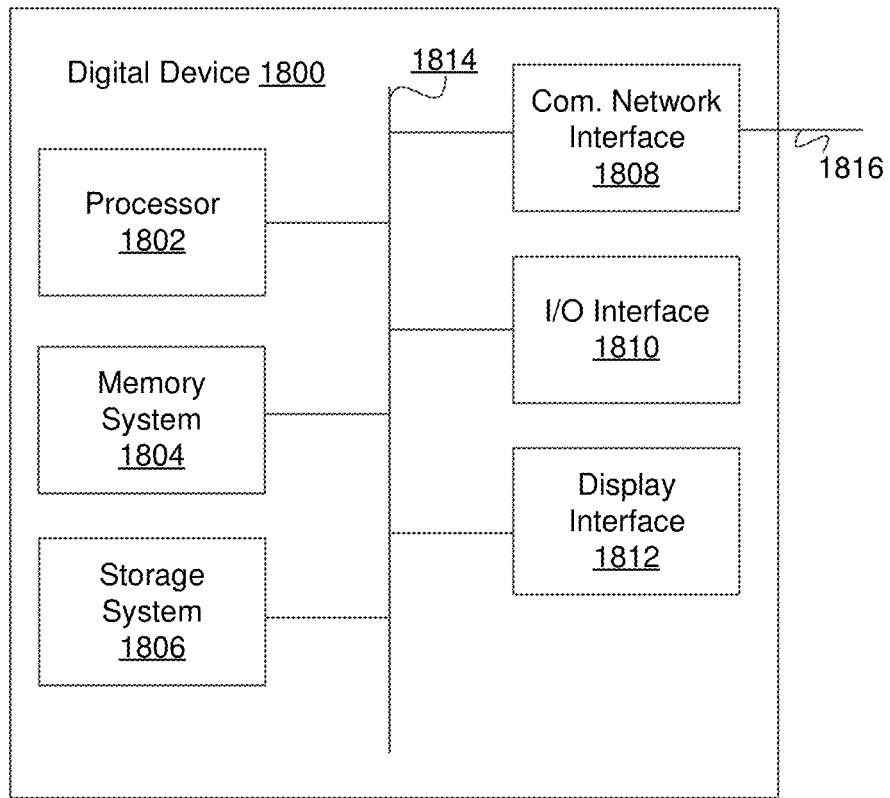 Digital Device 1800
1814
Com. Network
Interface
1808
1816
Processor
1802
I/O Interface
1810
Memory
System
1804
Display
Interface
1812
Storage
System
1806